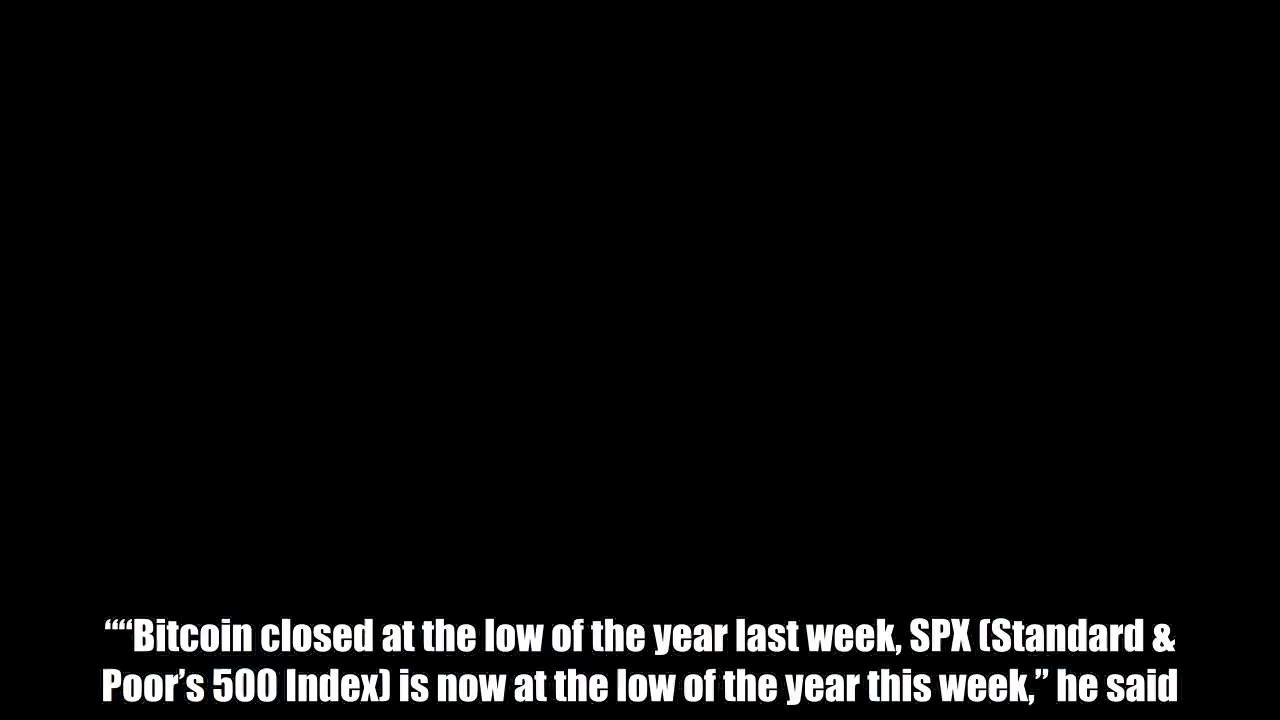 ““Bitcoin closed at the low of the year last week, SPX (Standard &
Poor’s 500 Index) is now at the low of the year this week,” he said